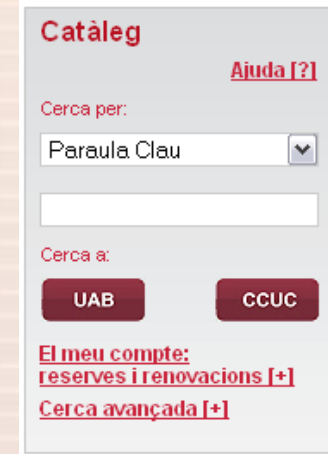 Catàleg
Ajuda [?]
Cerca per:
Paraula Clau
Cerca a:
UAB CCUC
El meu compte:
reserves i renovacions [+]
Cerca avançada [+]